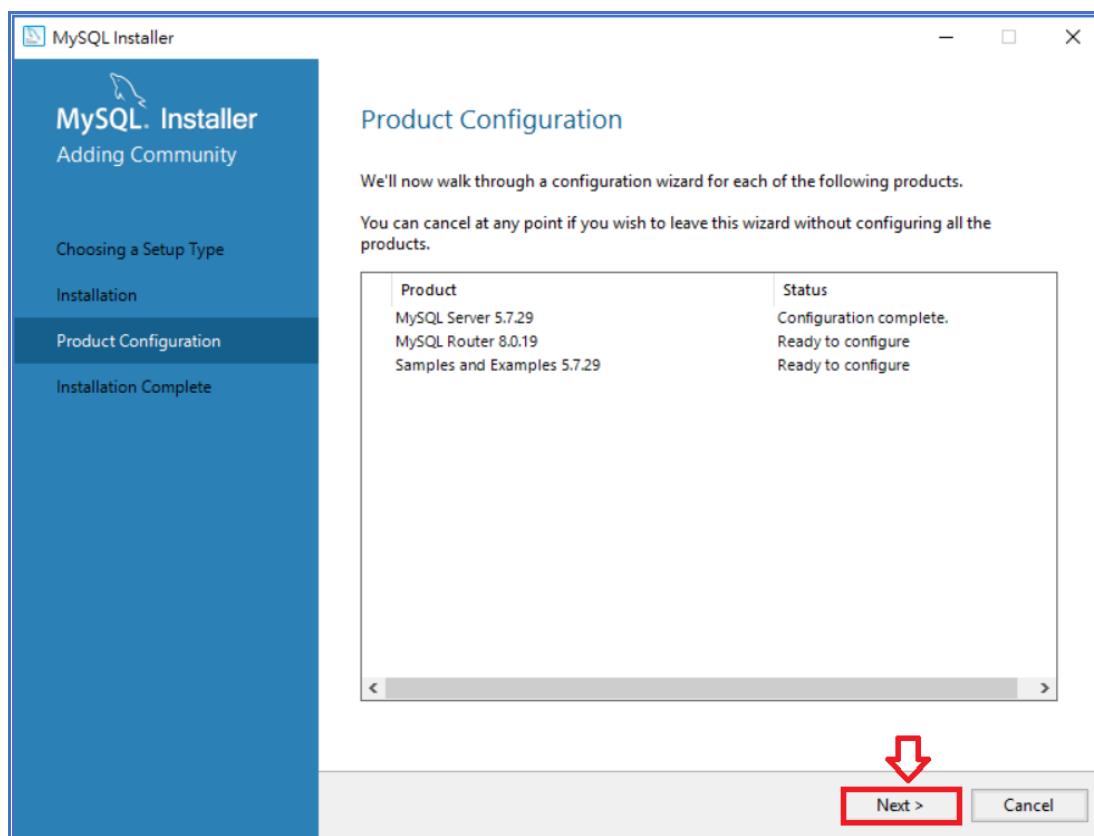 MySQL Installer
MySQL. Installer
Adding Community
Choosing a Setup Type
Installation
Product Configuration
Installation Complete
Product Configuration
We'll now walk through a configuration wizard for each of the following products.
You can cancel at any point if you wish to leave this wizard without configuring all the
products.
Product Status
MySQL Server 5.7.29 Configuration complete.
MySQL Router 8.0.19 Ready to configure
Samples and Examples 5.7.29 Ready to configure
Next > Cancel